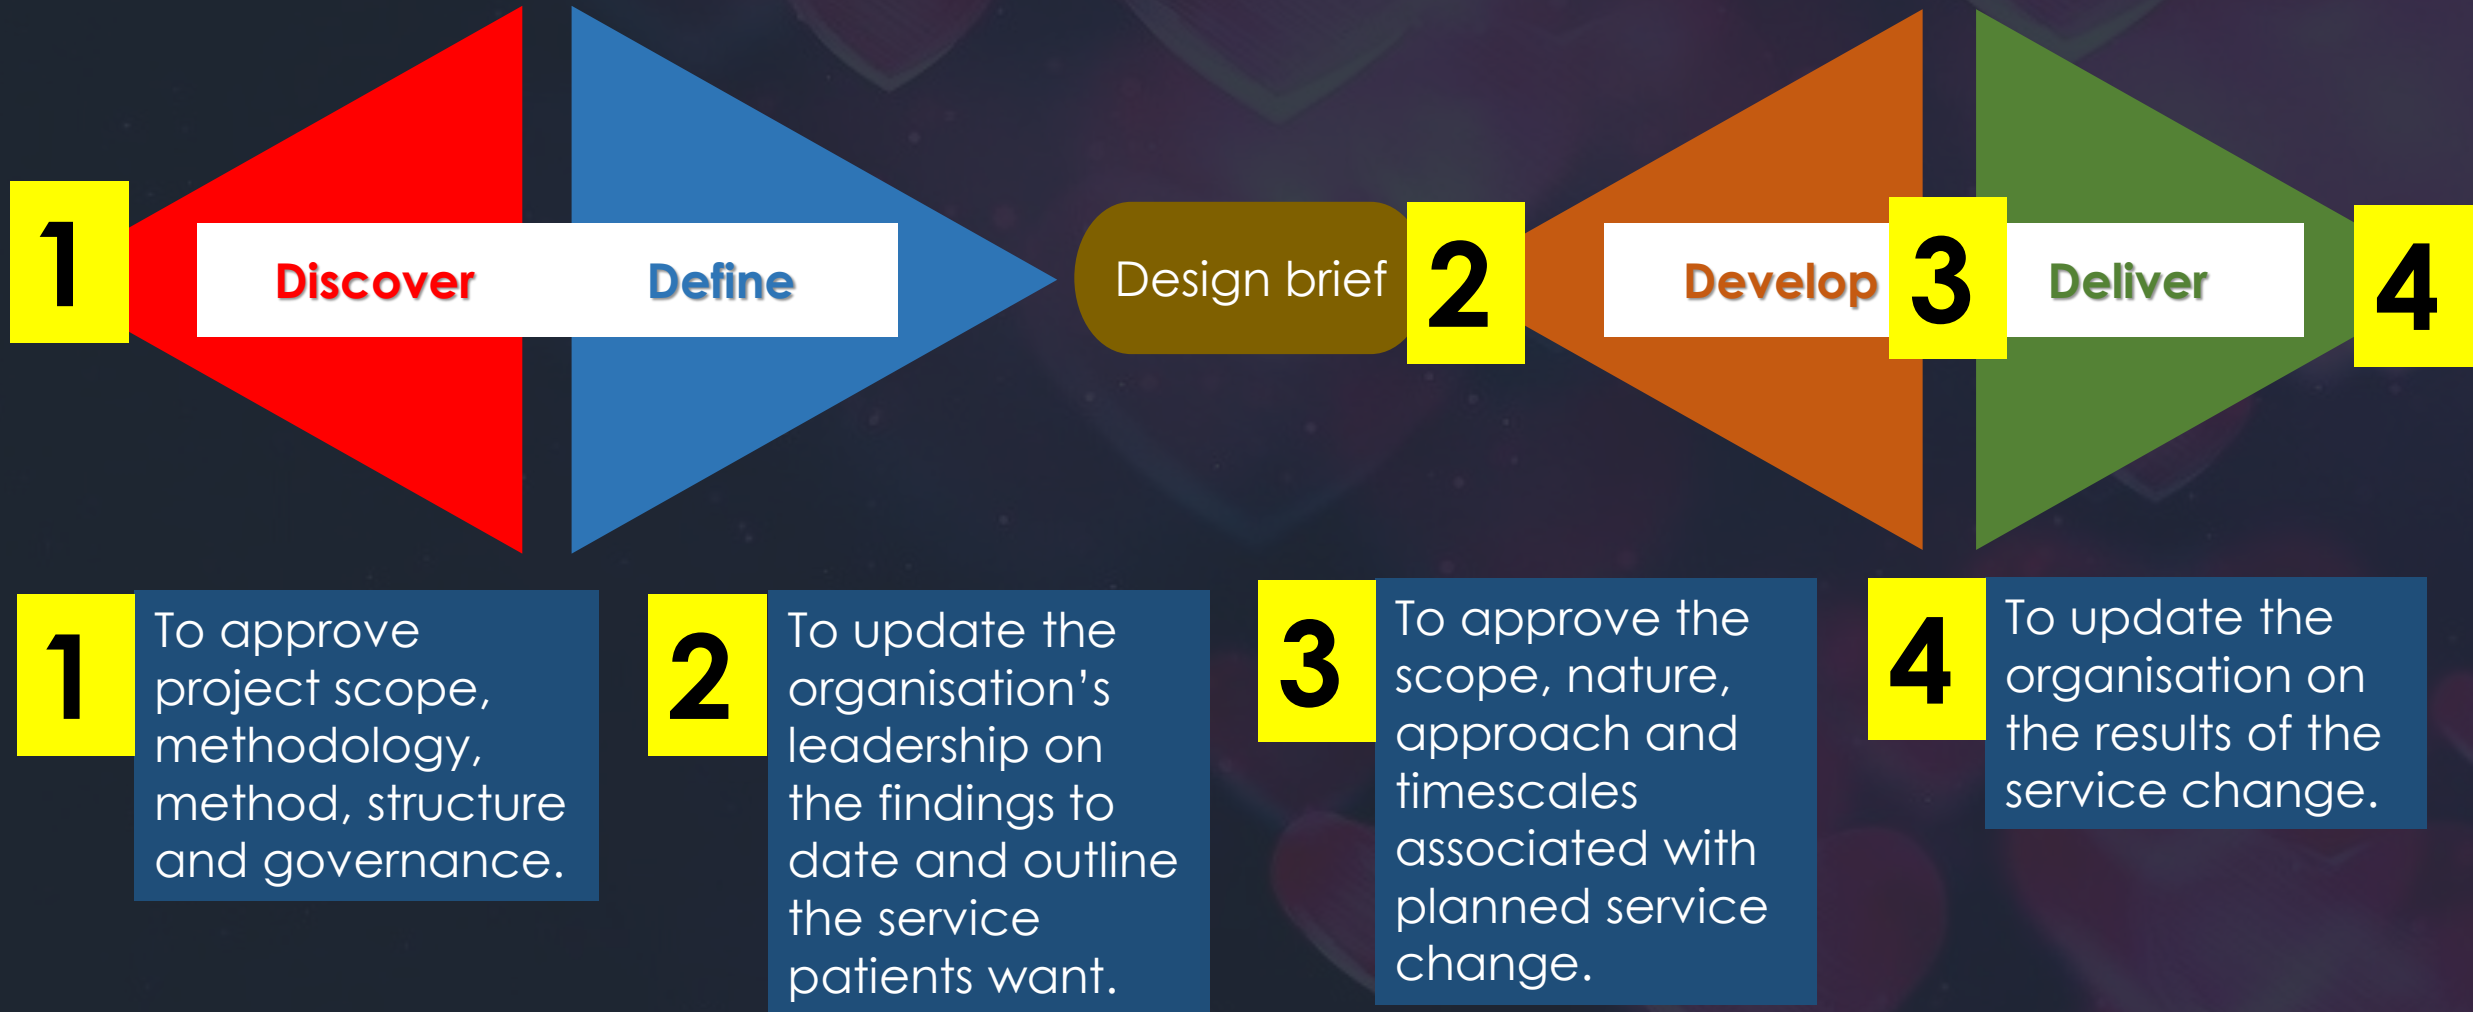 1
Discover
Define
Design brief
2
Develop
3
Deliver
4
1
To approve
project scope,
methodology,
method, structure
and governance.
2
To update the
organisation’s
leadership on
the findings to
date and outline
the service
patients want.
3
To approve the
scope, nature,
approach and
timescales
associated with
planned service
change.
4
To update the
organisation on
the results of the
service change.